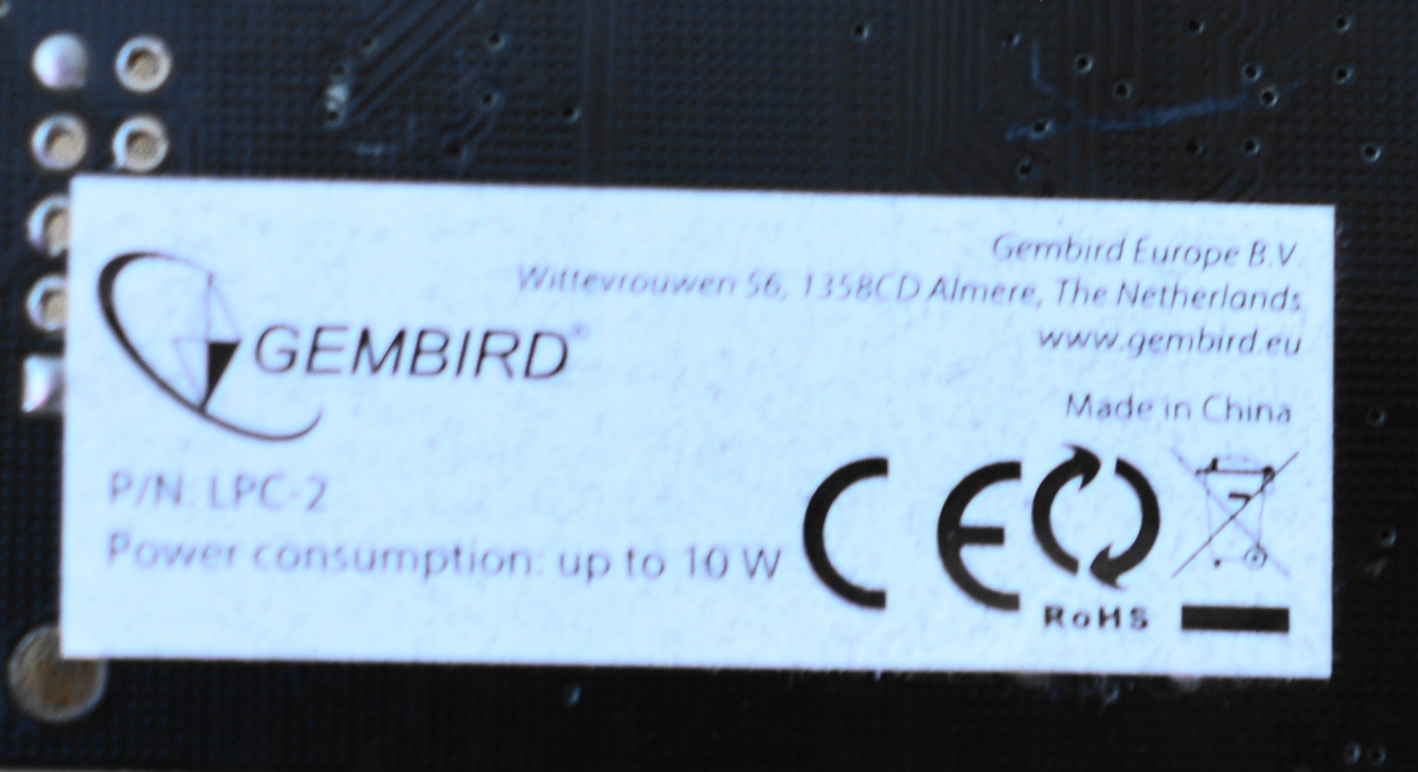 Gembird Europe B.V.
Wittevrouwen 56, 1358CD Almere, The Netherlands
www.gembird.eu
GEMBIRD®
Made in China
P/N: LPC-2
Power consumption: up to 10 W
CE
RoHS